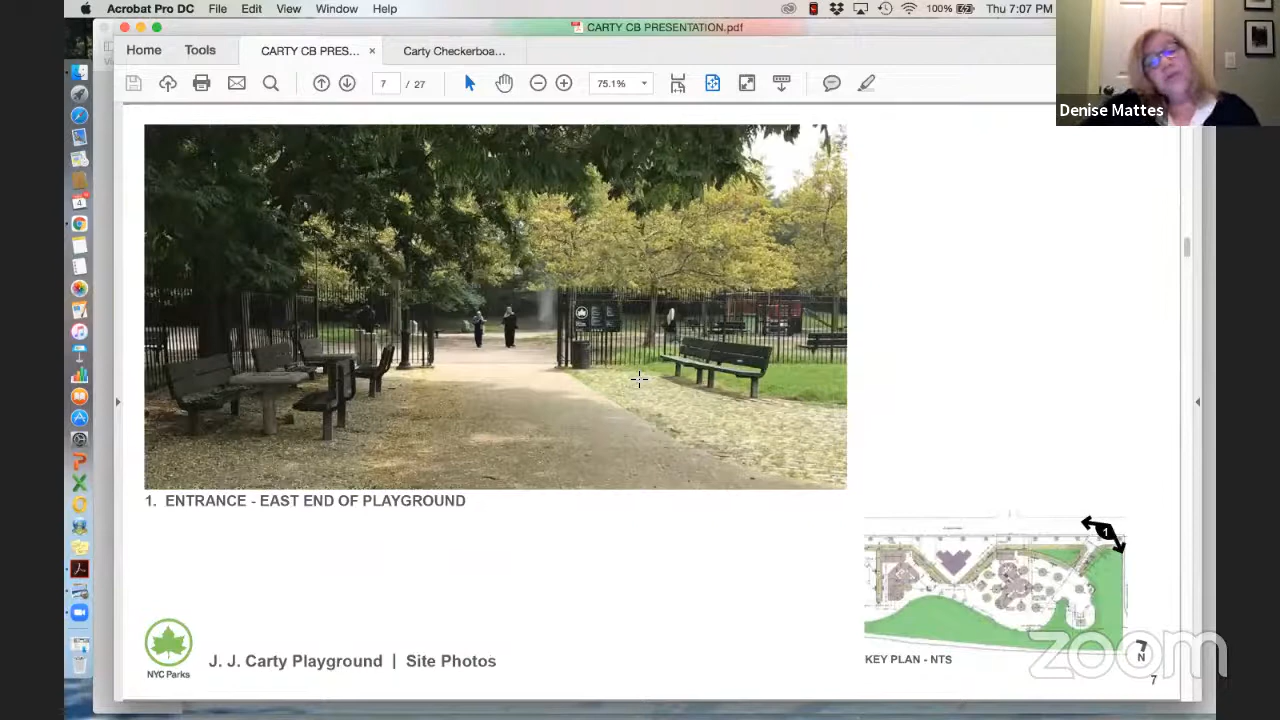 Acrobat Pro DC File Edit View Window Help
100% Thu 7:07 PM
CARTY CB PRESENTATION.pdf
Home Tools CARTY CB PRES... × Carty Checkerboa...
7 / 27 75.1%
Denise Mattes
1. ENTRANCE - EAST END OF PLAYGROUND
1
KEY PLAN - NTS
N
NYC Parks
J. J. Carty Playground | Site Photos
zoom
7